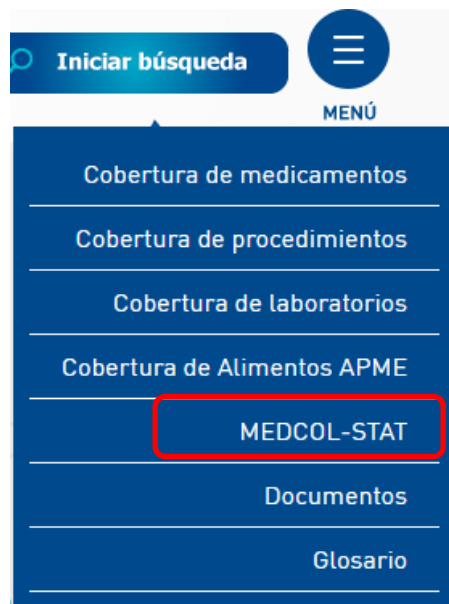 Iniciar búsqueda
MENÚ
Cobertura de medicamentos
Cobertura de procedimientos
Cobertura de laboratorios
Cobertura de Alimentos APME
MEDCOL-STAT
Documentos
Glosario